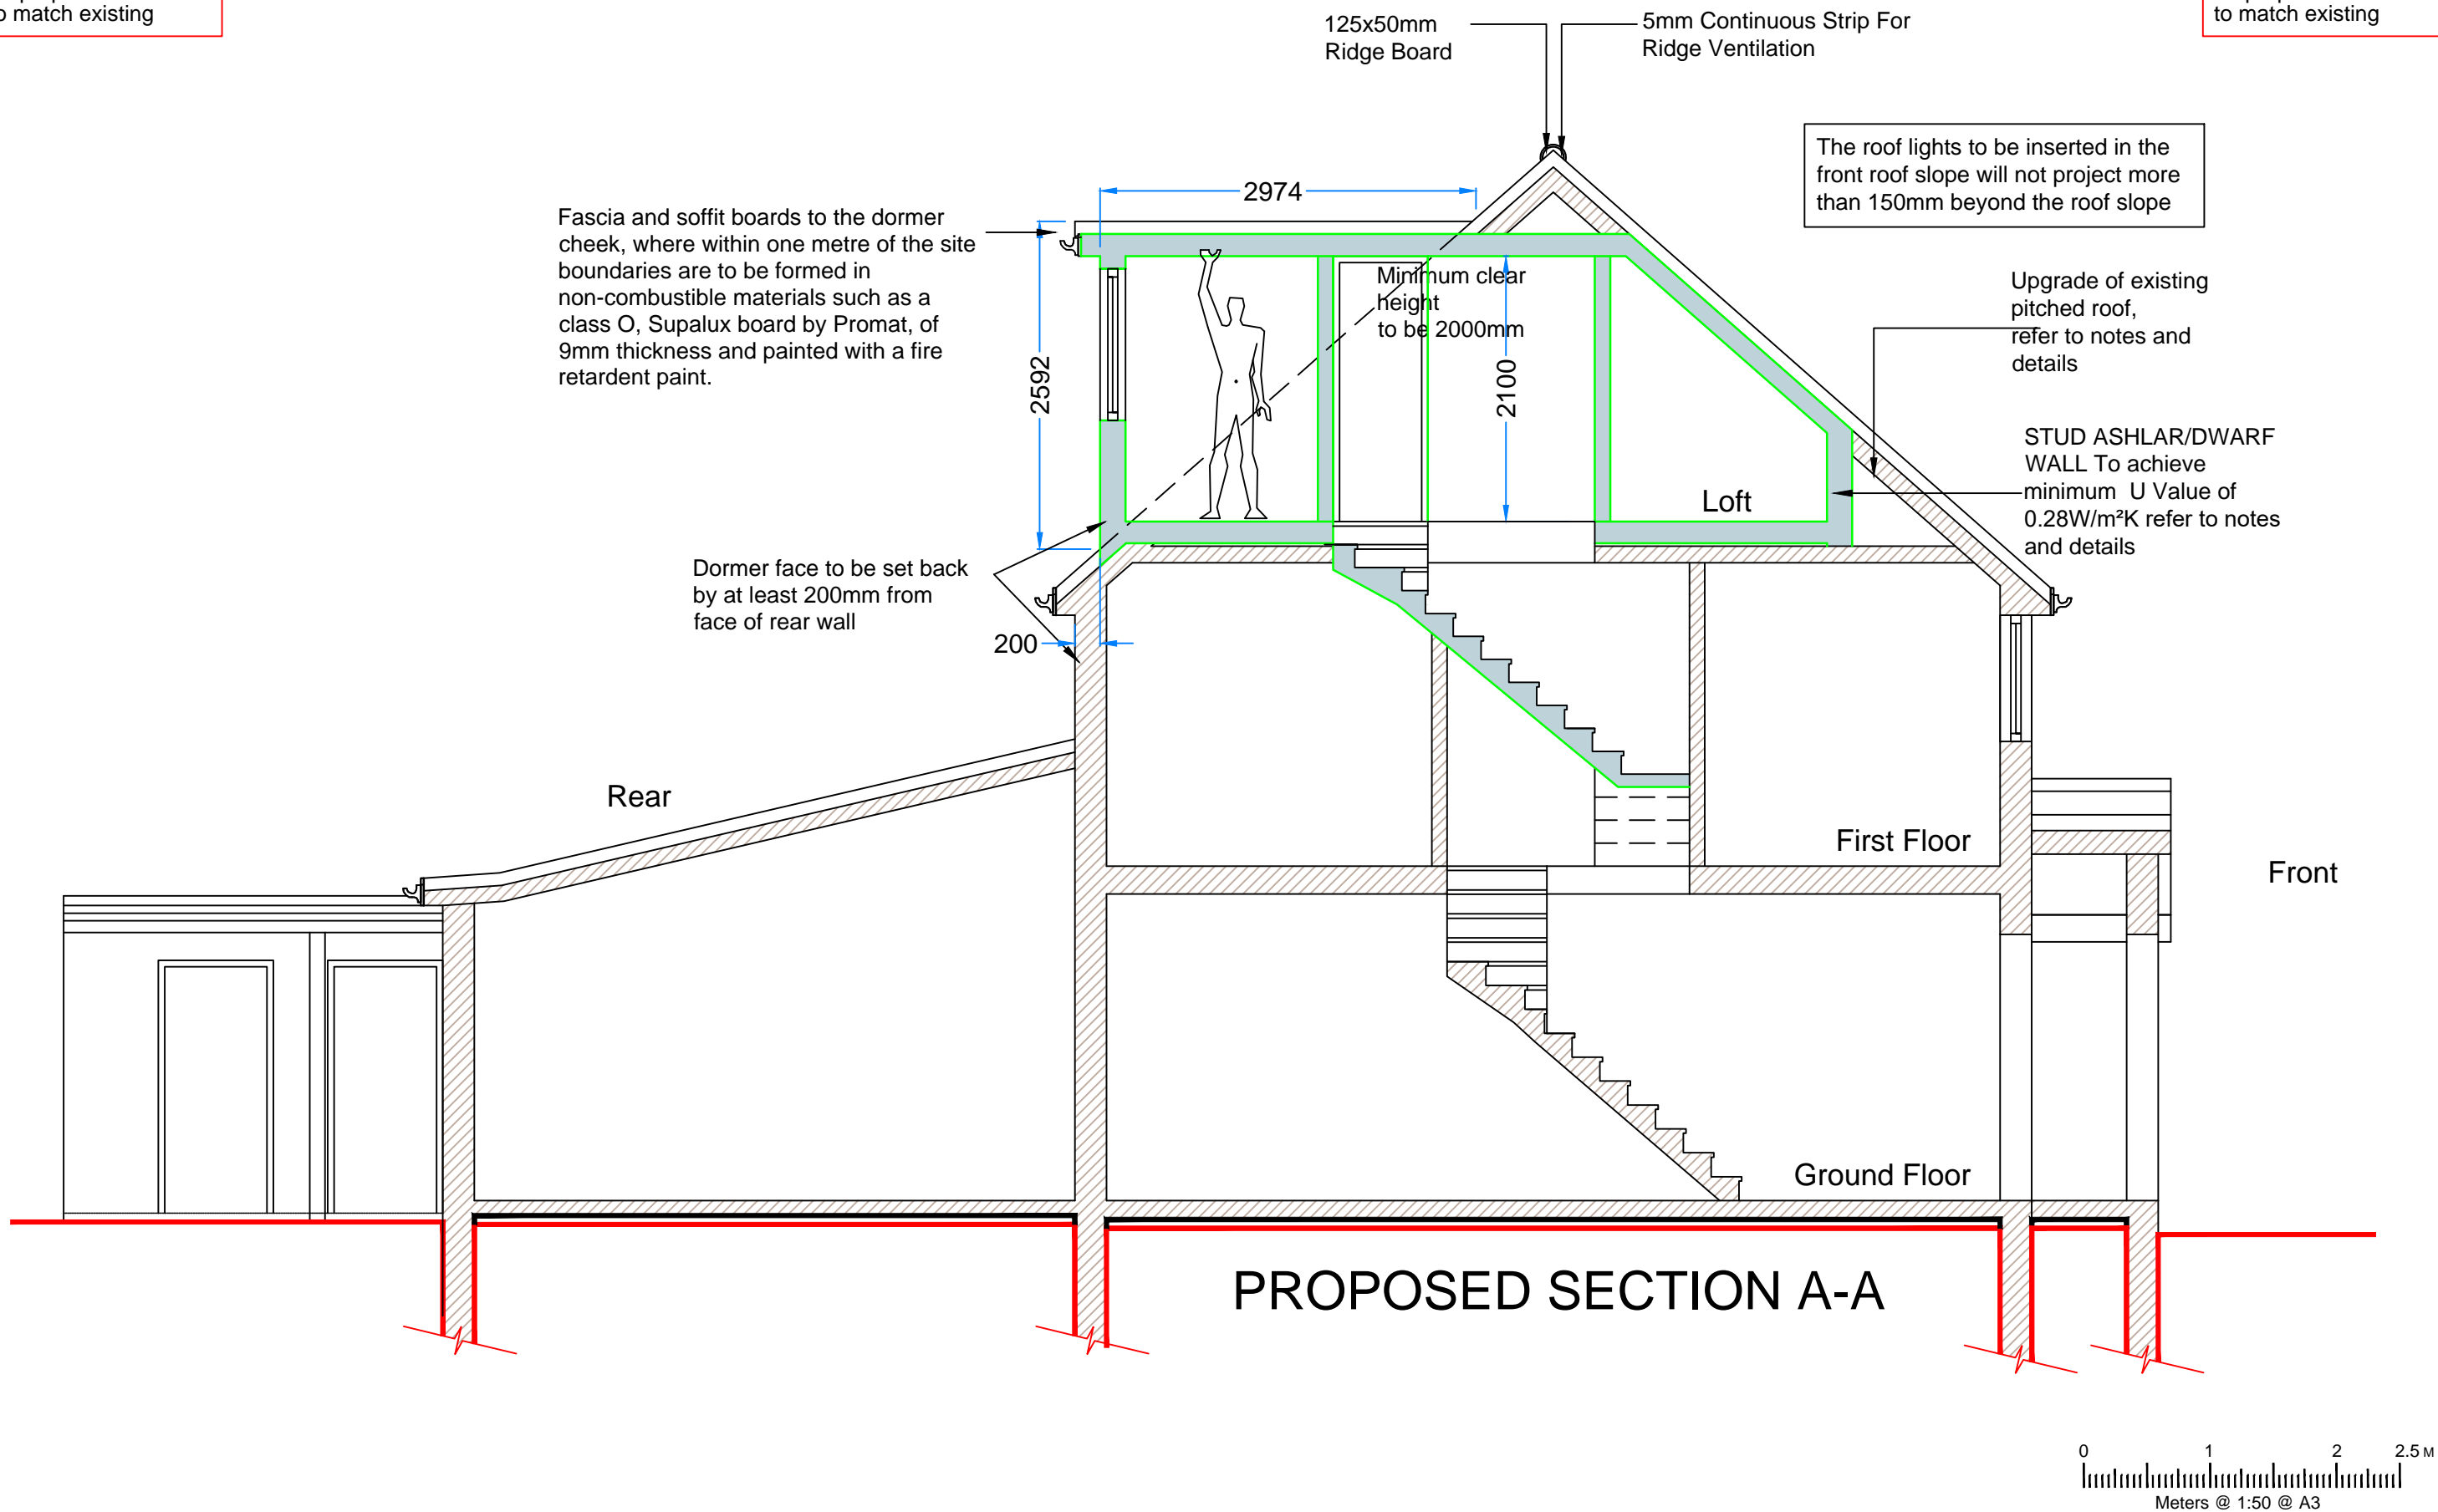 to match existing
to match existing
125x50mm
Ridge Board
5mm Continuous Strip For
Ridge Ventilation
The roof lights to be inserted in the
front roof slope will not project more
than 150mm beyond the roof slope
2974
Fascia and soffit boards to the dormer
cheek, where within one metre of the site
boundaries are to be formed in
non-combustible materials such as a
class O, Supalux board by Promat, of
9mm thickness and painted with a fire
retardent paint.
2592
Minimum clear
height
to be 2000mm
2100
Upgrade of existing
pitched roof,
refer to notes and
details
STUD ASHLAR/DWARF
WALL To achieve
minimum U Value of
0.28W/m²K refer to notes
and details
Loft
Dormer face to be set back
by at least 200mm from
face of rear wall
200
Rear
First Floor
Front
Ground Floor
PROPOSED SECTION A-A
0 1 2 2.5 M
Meters @ 1:50 @ A3